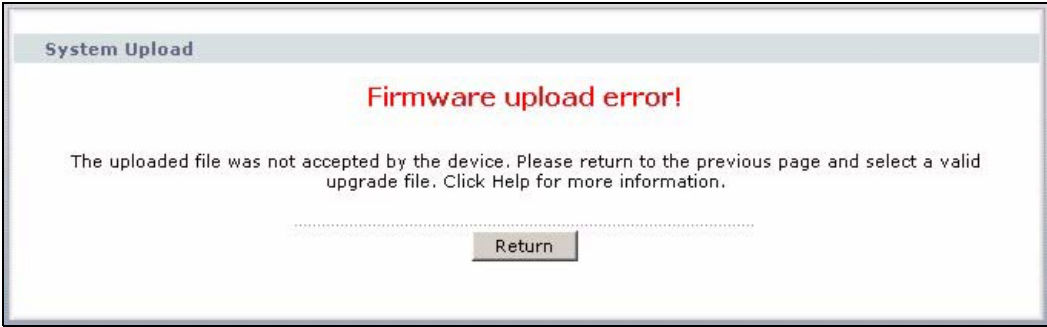 System Upload
Firmware upload error!
The uploaded file was not accepted by the device. Please return to the previous page and select a valid
upgrade file. Click Help for more information.
Return